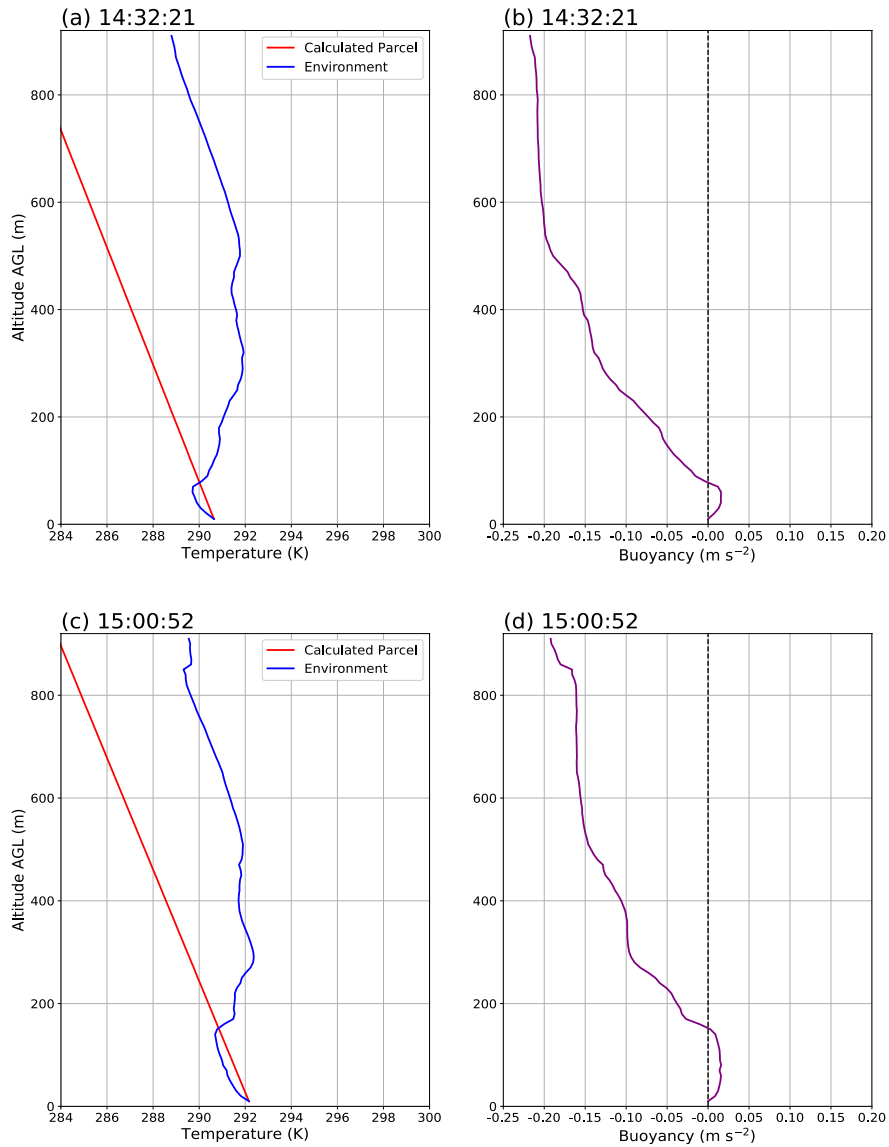 (a) 14:32:21
Calculated Parcel
Environment
800
600
400
200
0
Altitude AGL (m)
284 286 288 290 292 294 296 298 300
Temperature (K)
(b) 14:32:21
800
600
400
200
0
-0.25 -0.20 -0.15 -0.10 -0.05 -0.00 0.05 0.10 0.15 0.20
Buoyancy (m s⁻²)
(c) 15:00:52
Calculated Parcel
Environment
800
600
400
200
0
Altitude AGL (m)
284 286 288 290 292 294 296 298 300
Temperature (K)
(d) 15:00:52
800
600
400
200
0
-0.25 -0.20 -0.15 -0.10 -0.05 -0.00 0.05 0.10 0.15 0.20
Buoyancy (m s⁻²)